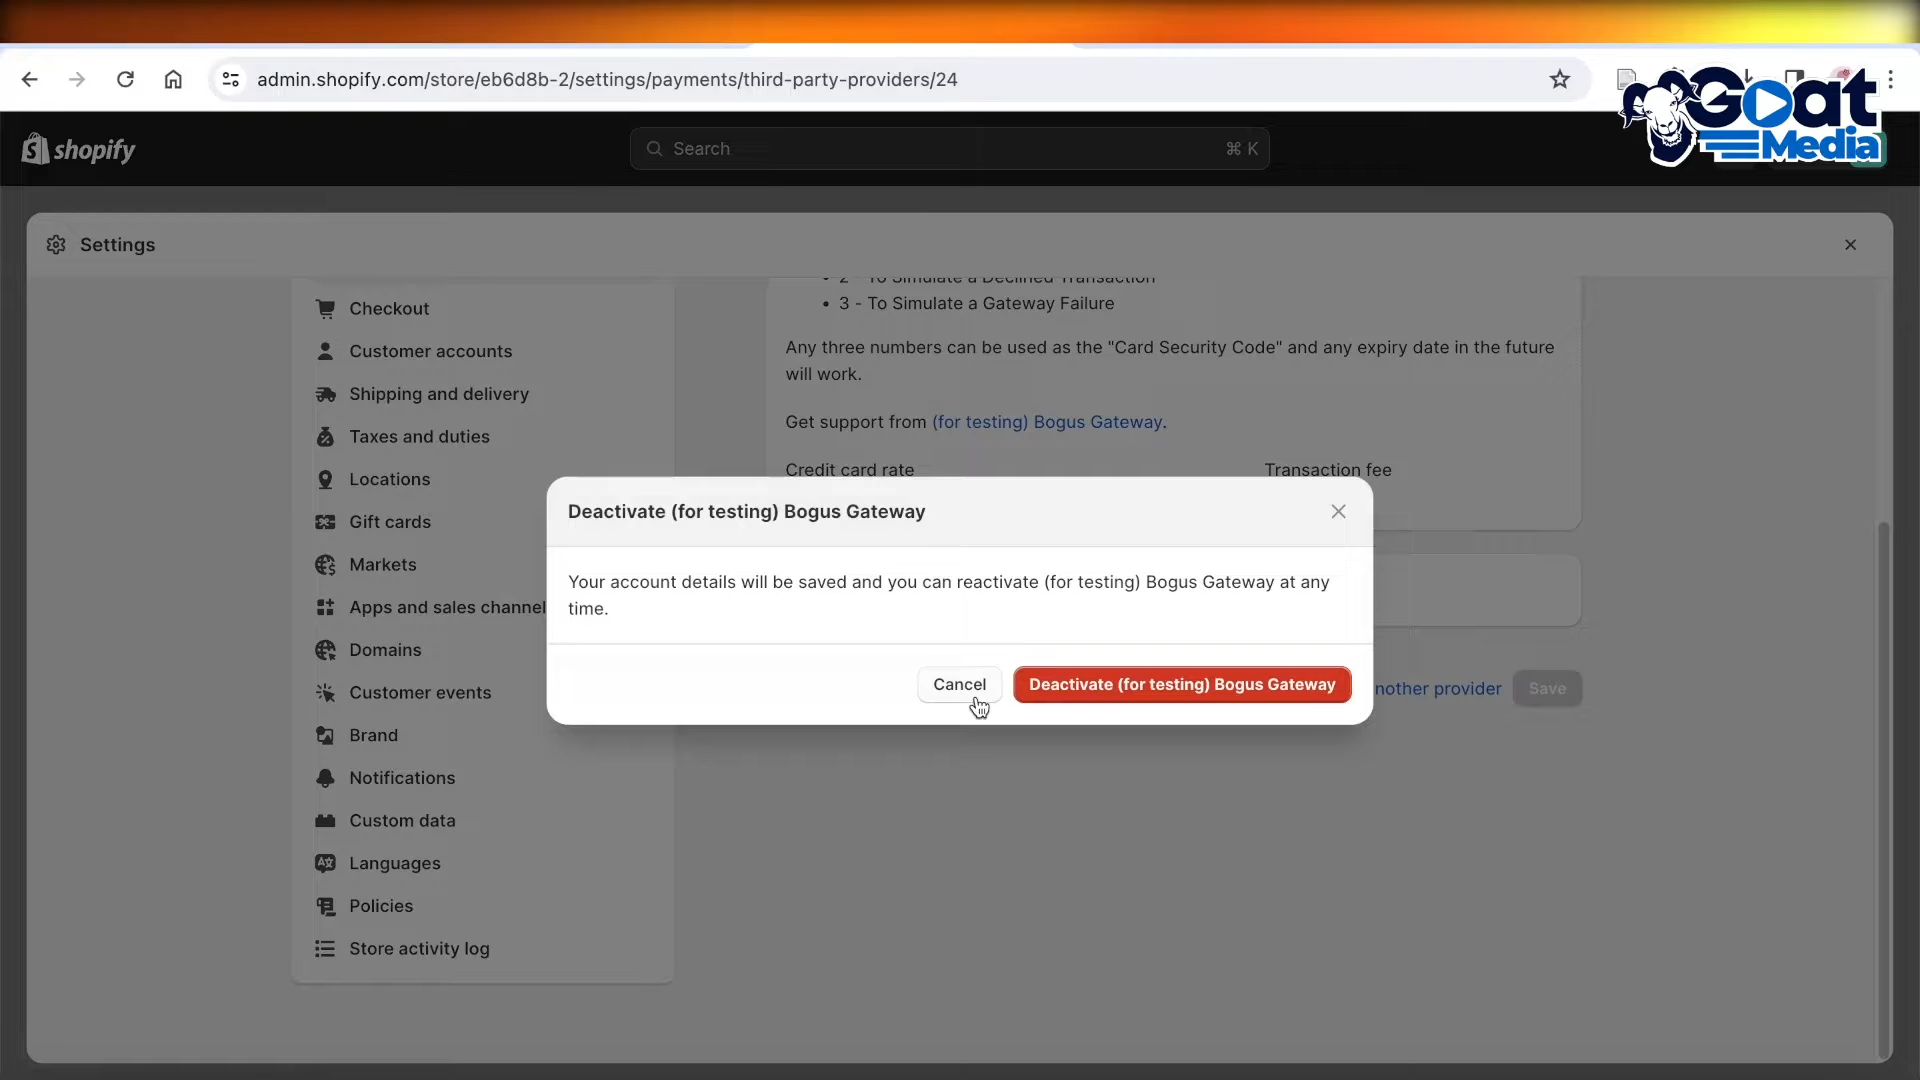 admin.shopify.com/store/eb6d8b-2/settings/payments/third-party-providers/24
Goat
Media
shopify
Search
⌘ K
Settings
Checkout
Customer accounts
Shipping and delivery
Taxes and duties
Locations
Gift cards
Markets
Apps and sales channel
Domains
Customer events
Brand
Notifications
Custom data
Languages
Policies
Store activity log
2 - To Simulate a Declined Transaction
3 - To Simulate a Gateway Failure
Any three numbers can be used as the "Card Security Code" and any expiry date in the future
will work.
Get support from (for testing) Bogus Gateway.
Credit card rate
Transaction fee
Deactivate (for testing) Bogus Gateway
Your account details will be saved and you can reactivate (for testing) Bogus Gateway at any
time.
Cancel
Deactivate (for testing) Bogus Gateway
nother provider
Save